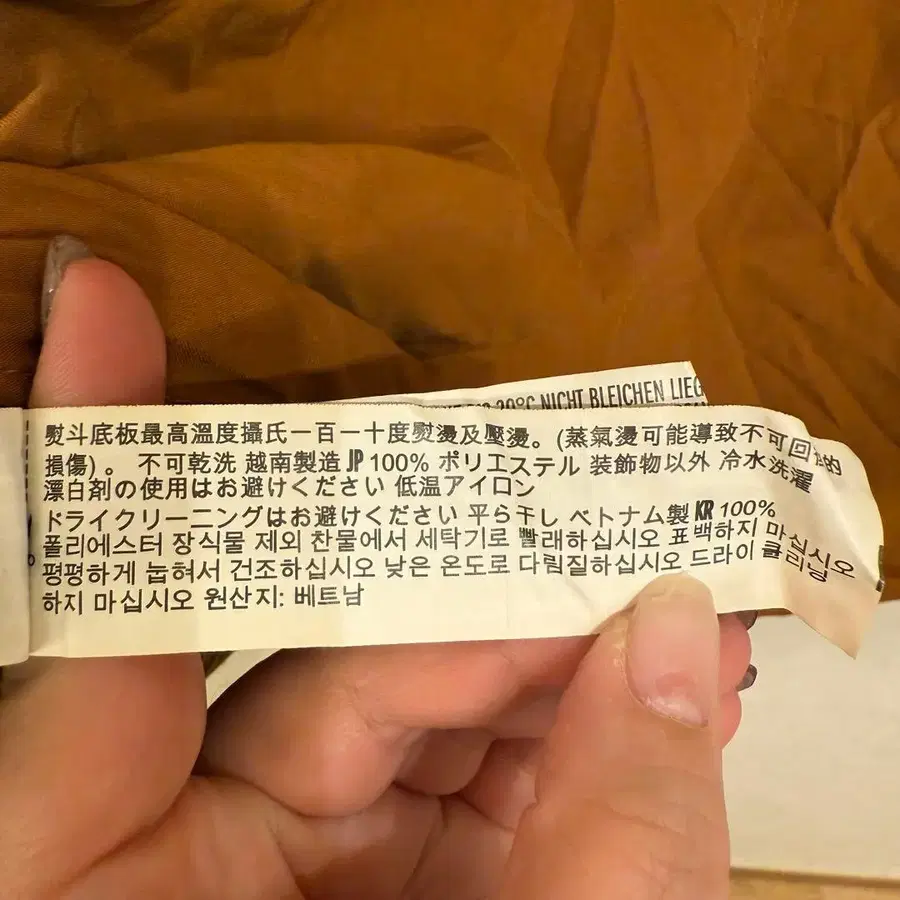 30°C NICHT BLEICHEN LIEG
熨斗底板最高溫度攝氏一百一十度熨燙及壓燙。(蒸氣燙可能導致不可回
的
損傷)。 不可乾洗 越南製造 JP 100% ポリエステル 装飾物以外 冷水洗濯
漂白剤の使用はお避けください 低温アイロン
ドライクリーニングはお避けください 平ら干し ベトナム製 KR 100%
폴리에스터 장식물 제외 찬물에서 세탁기로 빨래하십시오 표백하지 마십시오
평평하게 눕혀서 건조하십시오 낮은 온도로 다림질하십시오 드라이 클리닝
하지 마십시오 원산지: 베트남